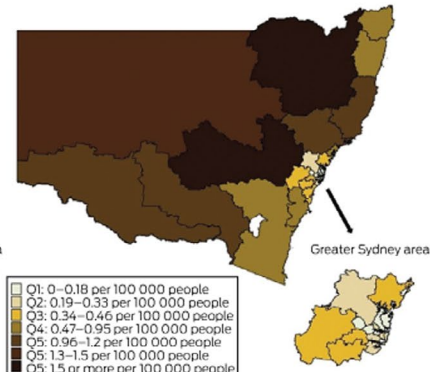 Greater Sydney area
Q1: 0–0.18 per 100 000 people
Q2: 0.19–0.33 per 100 000 people
Q3: 0.34–0.46 per 100 000 people
Q4: 0.47–0.95 per 100 000 people
Q5: 0.96–1.2 per 100 000 people
Q5: 1.3–1.5 per 100 000 people
Q5: 1.5 or more per 100 000 people